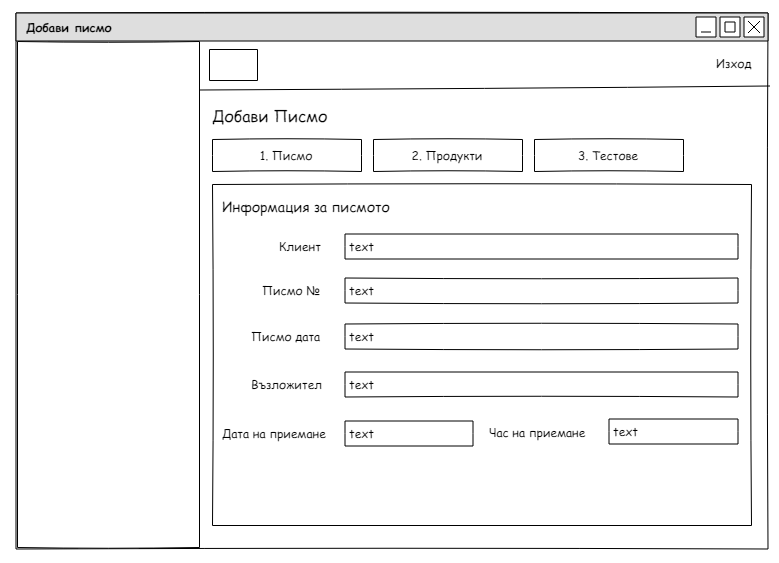 Добави писмо
Изход
Добави Писмо
1. Писмо
2. Продукти
3. Тестове
Информация за писмото
Клиент text
Писмо № text
Писмо дата text
Възложител text
Дата на приемане text Час на приемане text